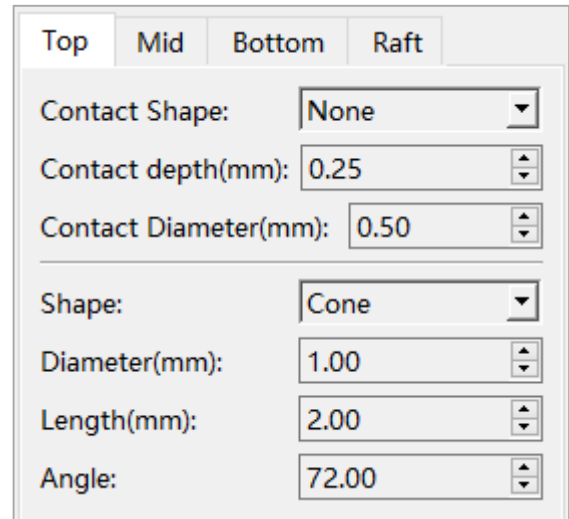 Top Mid Bottom Raft
Contact Shape: None
Contact depth(mm): 0.25
Contact Diameter(mm): 0.50
Shape: Cone
Diameter(mm): 1.00
Length(mm): 2.00
Angle: 72.00